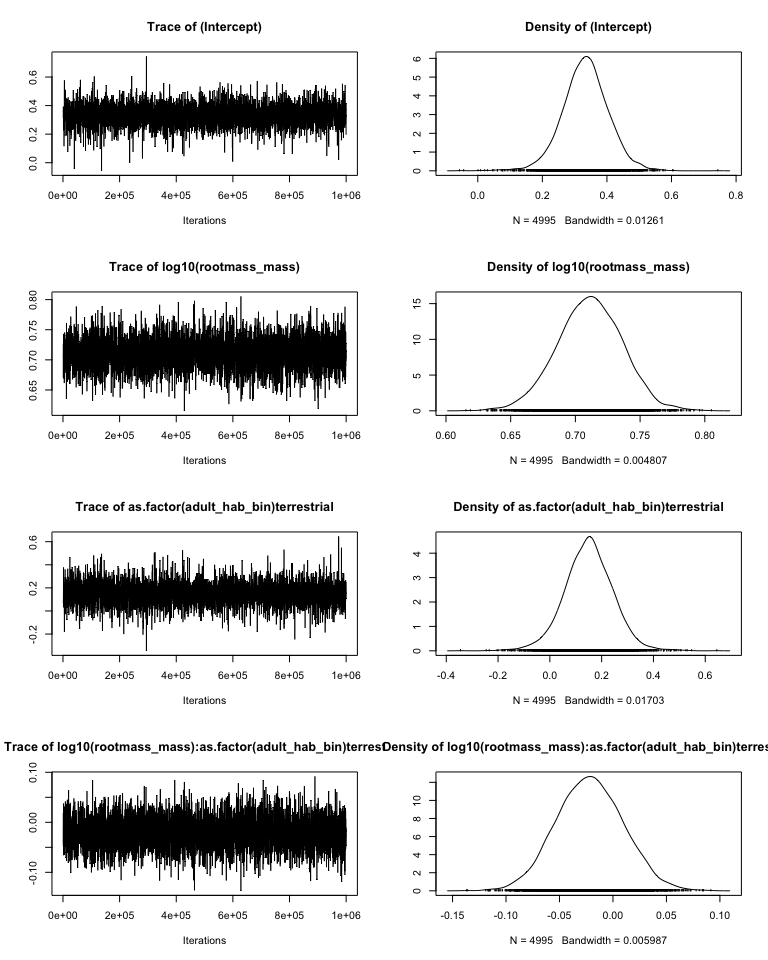 Trace of (Intercept)
0.0 0.2 0.4 0.6
0e+00 2e+05 4e+05 6e+05 8e+05 1e+06
Iterations
Density of (Intercept)
0 1 2 3 4 5 6
0.0 0.2 0.4 0.6 0.8
N = 4995 Bandwidth = 0.01261
Trace of log10(rootmass_mass)
0.65 0.70 0.75 0.80
0e+00 2e+05 4e+05 6e+05 8e+05 1e+06
Iterations
Density of log10(rootmass_mass)
0 5 10 15
0.60 0.65 0.70 0.75 0.80
N = 4995 Bandwidth = 0.004807
Trace of as.factor(adult_hab_bin)terrestrial
-0.2 0.2 0.6
0e+00 2e+05 4e+05 6e+05 8e+05 1e+06
Iterations
Density of as.factor(adult_hab_bin)terrestrial
0 1 2 3 4
-0.4 -0.2 0.0 0.2 0.4 0.6
N = 4995 Bandwidth = 0.01703
Trace of log10(rootmass_mass):as.factor(adult_hab_bin)terres
-0.10 0.00 0.10
0e+00 2e+05 4e+05 6e+05 8e+05 1e+06
Iterations
Density of log10(rootmass_mass):as.factor(adult_hab_bin)terres
0 2 4 6 8 10
-0.15 -0.10 -0.05 0.00 0.05 0.10
N = 4995 Bandwidth = 0.005987